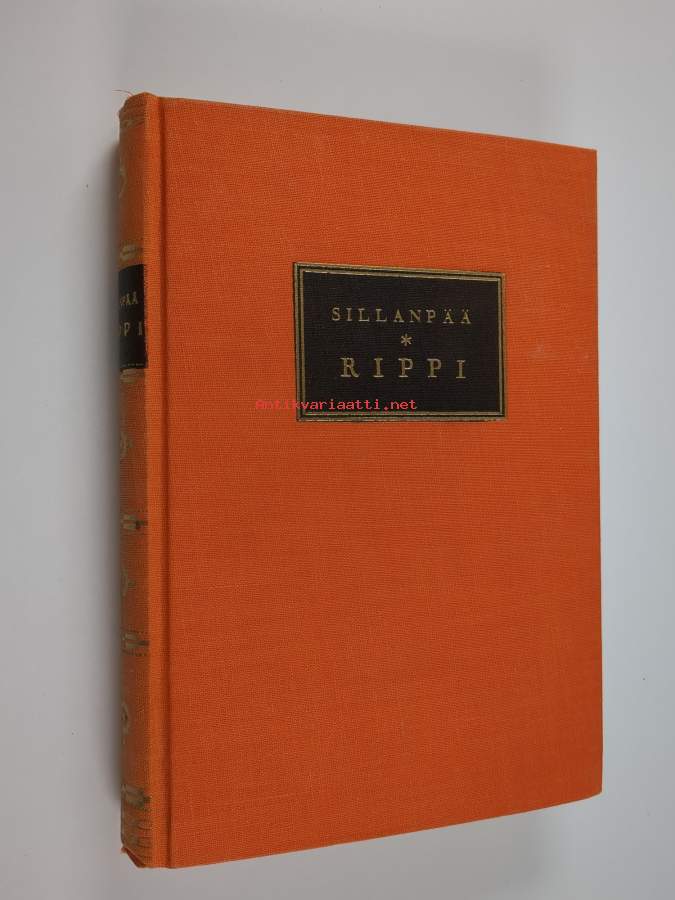 SILLANPÄÄ
*
RIPPI
Antikvariaatti.net